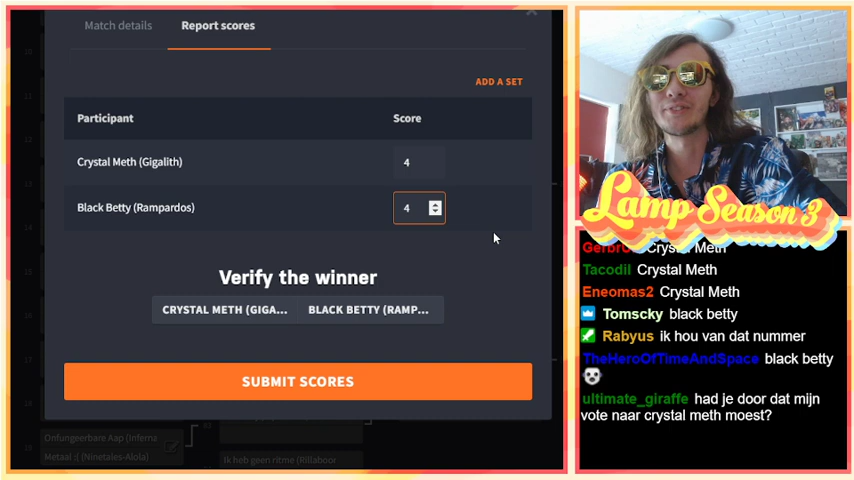 Match details
Report scores
ADD A SET
Participant
Score
Crystal Meth (Gigalith)
4
Black Betty (Rampardos)
4
Verify the winner
CRYSTAL METH (GIGA...
BLACK BETTY (RAMP...
SUBMIT SCORES
Onfungeerbare Aap (Inferna
Metaal :( (Ninetales-Alola)
Ik heb geen ritme (Rillaboor
Lamp Season 3
Crystal Meth
Tacodil Crystal Meth
Eneomas2 Crystal Meth
Tomscky black betty
Rabyus ik hou van dat nummer
TheHeroOfTimeAndSpace black betty
ultimate_giraffe had je door dat mijn
vote naar crystal meth moest?